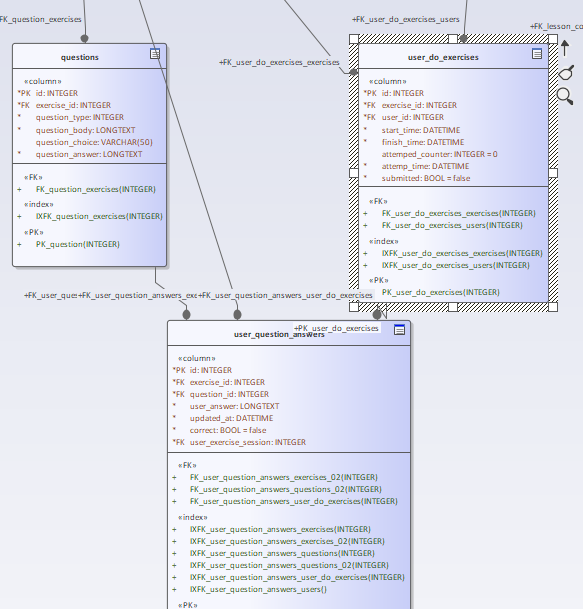 FK_question_exercises
+FK_user_do_exercises_users
+FK_lesson_co
+FK_user_do_exercises_exercises
questions
«column»
*PK id: INTEGER
*FK exercise_id: INTEGER
* question_type: INTEGER
* question_body: LONGTEXT
question_choice: VARCHAR(50)
* question_answer: LONGTEXT
«FK»
+ FK_question_exercises(INTEGER)
«index»
+ IXFK_question_exercises(INTEGER)
«PK»
+ PK_question(INTEGER)
user_do_exercises
«column»
*PK id: INTEGER
*FK exercise_id: INTEGER
*FK user_id: INTEGER
* start_time: DATETIME
* finish_time: DATETIME
attemped_counter: INTEGER = 0
* attemp_time: DATETIME
* submitted: BOOL = false
«FK»
+ FK_user_do_exercises_exercises(INTEGER)
+ FK_user_do_exercises_users(INTEGER)
«index»
+ IXFK_user_do_exercises_exercises(INTEGER)
+ IXFK_user_do_exercises_users(INTEGER)
«PK»
+ PK_user_do_exercises(INTEGER)
+FK_user_que+FK_user_question_answers_exe+FK_user_question_answers_user_do_exercises
+PK_user_do_exercises
user_question_answers
«column»
*PK id: INTEGER
*FK exercise_id: INTEGER
*FK question_id: INTEGER
* user_answer: LONGTEXT
* updated_at: DATETIME
* correct: BOOL = false
*FK user_exercise_session: INTEGER
«FK»
+ FK_user_question_answers_exercises_02(INTEGER)
+ FK_user_question_answers_questions_02(INTEGER)
+ FK_user_question_answers_user_do_exercises(INTEGER)
«index»
+ IXFK_user_question_answers_exercises(INTEGER)
+ IXFK_user_question_answers_exercises_02(INTEGER)
+ IXFK_user_question_answers_questions(INTEGER)
+ IXFK_user_question_answers_questions_02(INTEGER)
+ IXFK_user_question_answers_user_do_exercises(INTEGER)
+ IXFK_user_question_answers_users()
«PK»